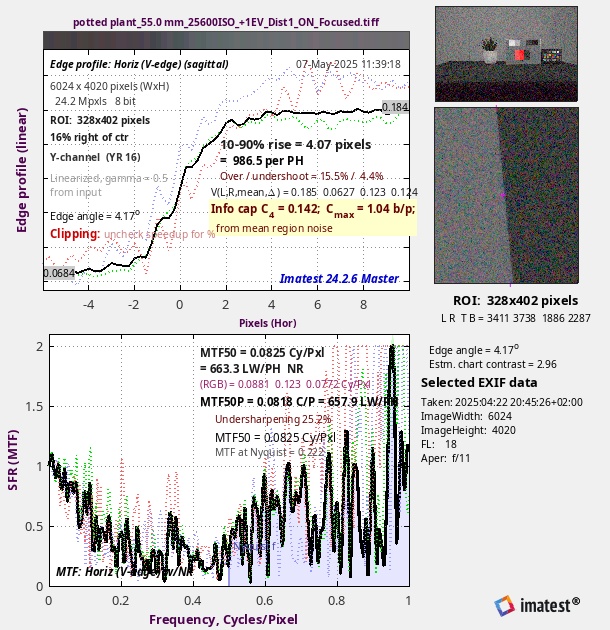 potted plant_55.0 mm_25600ISO_+1EV_Dist1_ON_Focused.tiff
Edge profile: Horiz (V-edge) (sagittal)
07-May-2025 11:39:18
6024 x 4020 pixels (WxH)
24.2 Mpxls 8 bit
0.184
ROI: 328x402 pixels
16% right of ctr
10-90% rise = 4.07 pixels
Y-channel (YR 16)
= 986.5 per PH
Over / undershoot = 15.5% / 4.4%
Linearized, gamma = 0.5
from input
V(L,R,mean,Δ) = 0.185 0.0627 0.123 0.124
Edge angle = 4.17o
Info cap C4 = 0.142; Cmax = 1.04 b/p;
Clipping: uncheck speedup for %
from mean region noise
0.0684
Imatest 24.2.6 Master
Edge profile (linear)
-4 -2 0 2 4 6 8
Pixels (Hor)
ROI: 328x402 pixels
L R T B = 3411 3738 1886 2287
Edge angle = 4.17o
Estm. chart contrast = 2.96
Selected EXIF data
Taken: 2025:04:22 20:45:26+02:00
ImageWidth: 6024
ImageHeight: 4020
FL: 18
Aper: f/11
MTF50 = 0.0825 Cy/Pxl
= 663.3 LW/PH NR
(RGB) = 0.0881 0.123 0.0772 Cy/Pxl
MTF50P = 0.0818 C/P = 657.9 LW/PH
Undersharpening 25.2%
MTF50 = 0.0825 Cy/Pxl
MTF at Nyquist = 0.222
2
1.5
1
0.5
0
SFR (MTF)
Nyquist f
MTF: Horiz (V-edge) w/NR
0 0.2 0.4 0.6 0.8 1
Frequency, Cycles/Pixel
imatest®